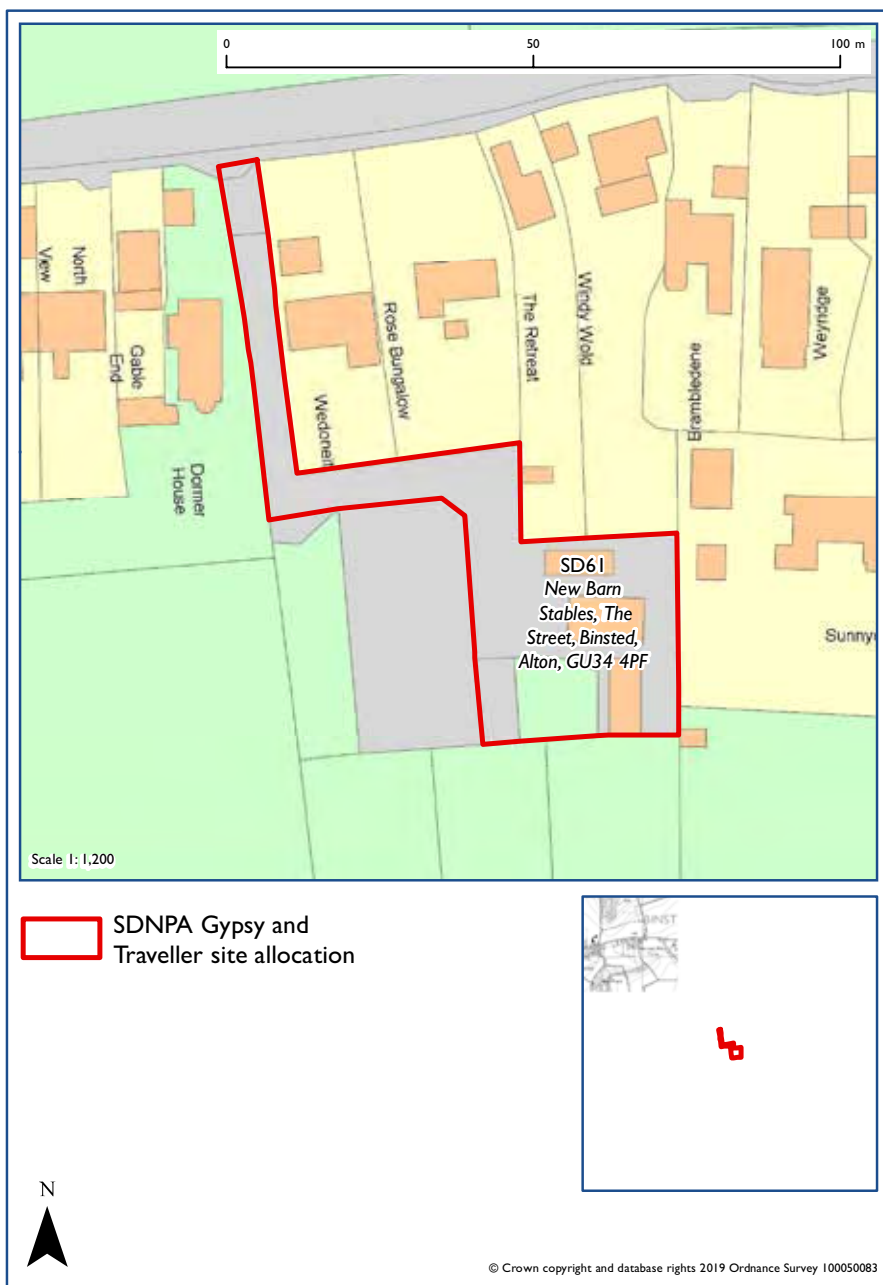 0 50 100 m
North
View
Gable
End
Dormer
House
Wedoneit
Rose Bungalow
The Retreat
Windy Wold
Brambledene
Weyridge
SD61
New Barn
Stables, The
Street, Binsted,
Alton, GU34 4PF
Scale 1: 1,200
SDNPA Gypsy and
Traveller site allocation
BINST
N
© Crown copyright and database rights 2019 Ordnance Survey 100050083